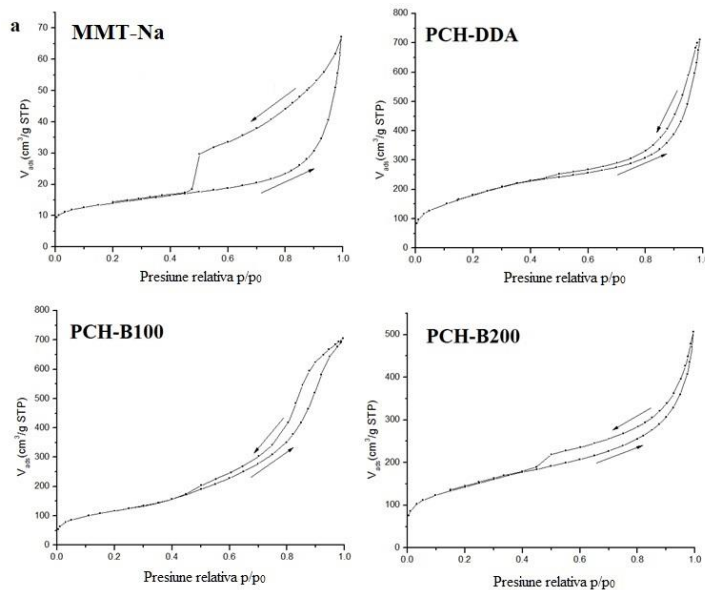 a
MMT-Na
70
60
50
40
30
20
10
0
V ads (cm³/g STP)
0.0 0.2 0.4 0.6 0.8 1.0
Presiune relativa p/p₀
PCH-DDA
800
700
600
500
400
300
200
100
0
V ads (cm³/g STP)
0.0 0.2 0.4 0.6 0.8 1.0
Presiune relativa p/p₀
PCH-B100
800
700
600
500
400
300
200
100
0
V ads (cm³/g STP)
0.0 0.2 0.4 0.6 0.8 1.0
Presiune relativa p/p₀
PCH-B200
500
400
300
200
100
0
V ads (cm³/g STP)
0.0 0.2 0.4 0.6 0.8 1.0
Presiune relativa p/p₀